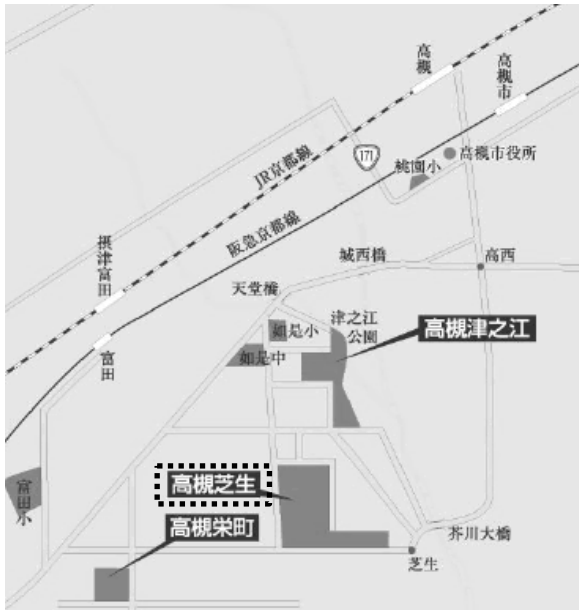 高槻
高槻市
171
桃園小
高槻市役所
JR京都線
阪急京都線
摂津富田
富田
城西橋
高西
天堂橋
津之江
公園
如是小
如是中
高槻津之江
富田小
高槻芝生
高槻栄町
芥川大橋
芝生